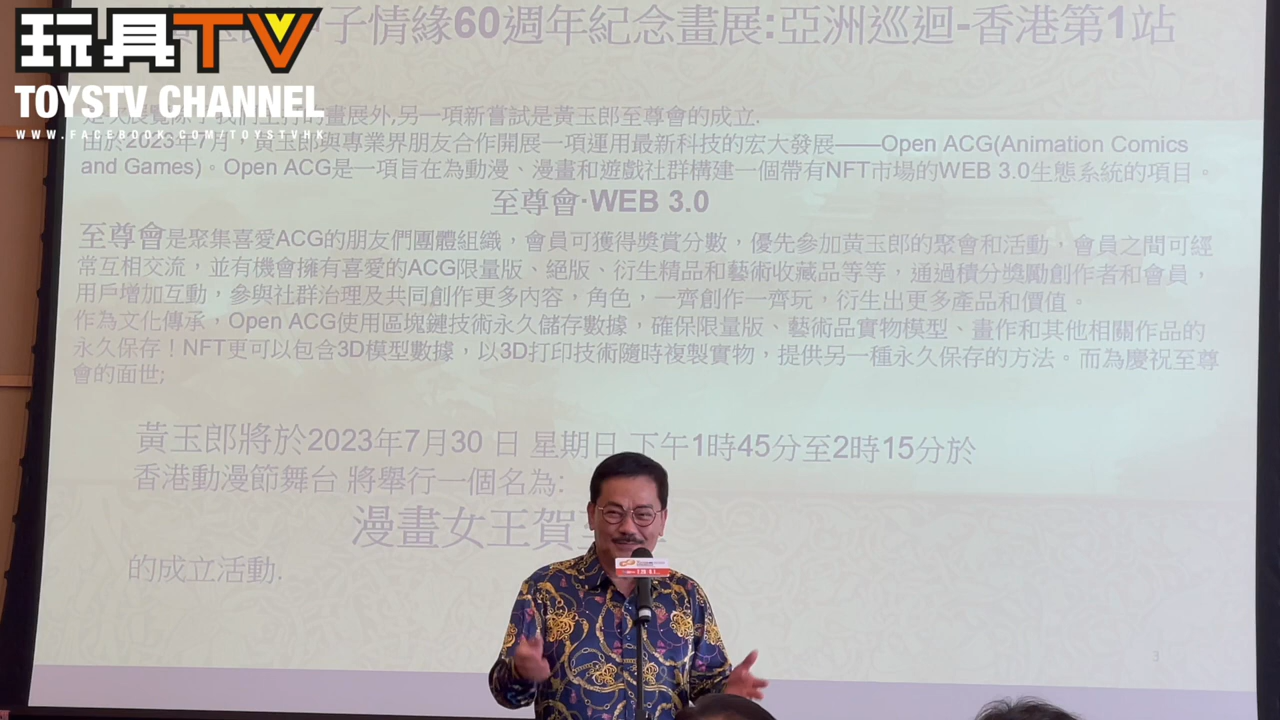 玩具TV
TOYSTV CHANNEL
WWW.FACEBOOK.COM/TOYSTVHK
子情緣60週年紀念畫展:亞洲巡迴-香港第1站
畫展外,另一項新嘗試是黃玉郎至尊會的成立.
由於2023年7月，黃玉郎與專業界朋友合作開展一項運用最新科技的宏大發展——Open ACG(Animation Comics
and Games)。Open ACG是一項旨在為動漫、漫畫和遊戲社群構建一個帶有NFT市場的WEB 3.0生態系統的項目。
至尊會·WEB 3.0
至尊會是聚集喜愛ACG的朋友們團體組織，會員可獲得獎賞分數，優先參加黃玉郎的聚會和活動，會員之間可經
常互相交流，並有機會擁有喜愛的ACG限量版、絕版、衍生精品和藝術收藏品等等，通過積分獎勵創作者和會員，
用戶增加互動，參與社群治理及共同創作更多內容，角色，一齊創作一齊玩，衍生出更多產品和價值。
作為文化傳承，Open ACG使用區塊鏈技術永久儲存數據，確保限量版、藝術品實物模型、畫作和其他相關作品的
永久保存！NFT更可以包含3D模型數據，以3D打印技術隨時複製實物，提供另一種永久保存的方法。而為慶祝至尊
會的面世;
黃玉郎將於2023年7月30 日 星期日 下午1時45分至2時15分於
香港動漫節舞台 將舉行一個名為:
漫畫女王賀
的成立活動.
3